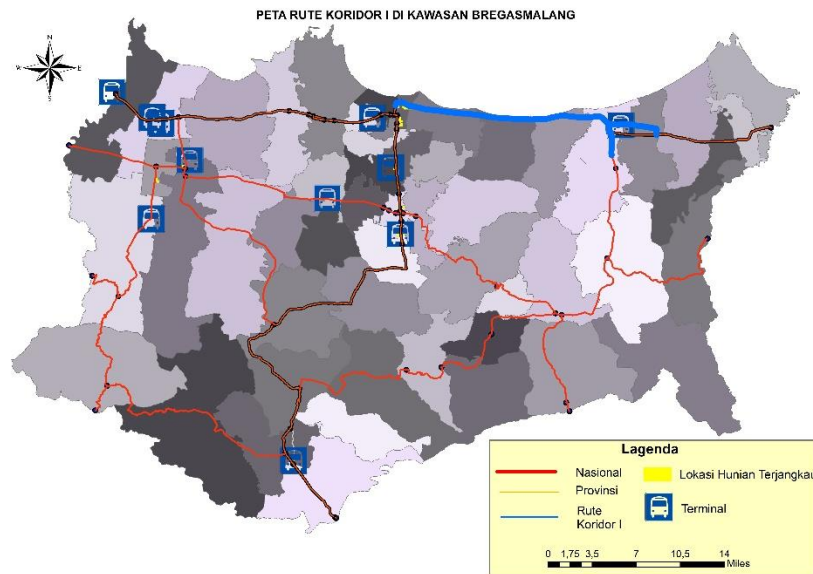 PETA RUTE KORIDOR I DI KAWASAN BREGASMALANG
N
W E
S
Lagenda
Nasional
Lokasi Hunian Terjangkau
Provinsi
Rute
Koridor I
Terminal
0 1,75 3,5 7 10,5 14
Miles